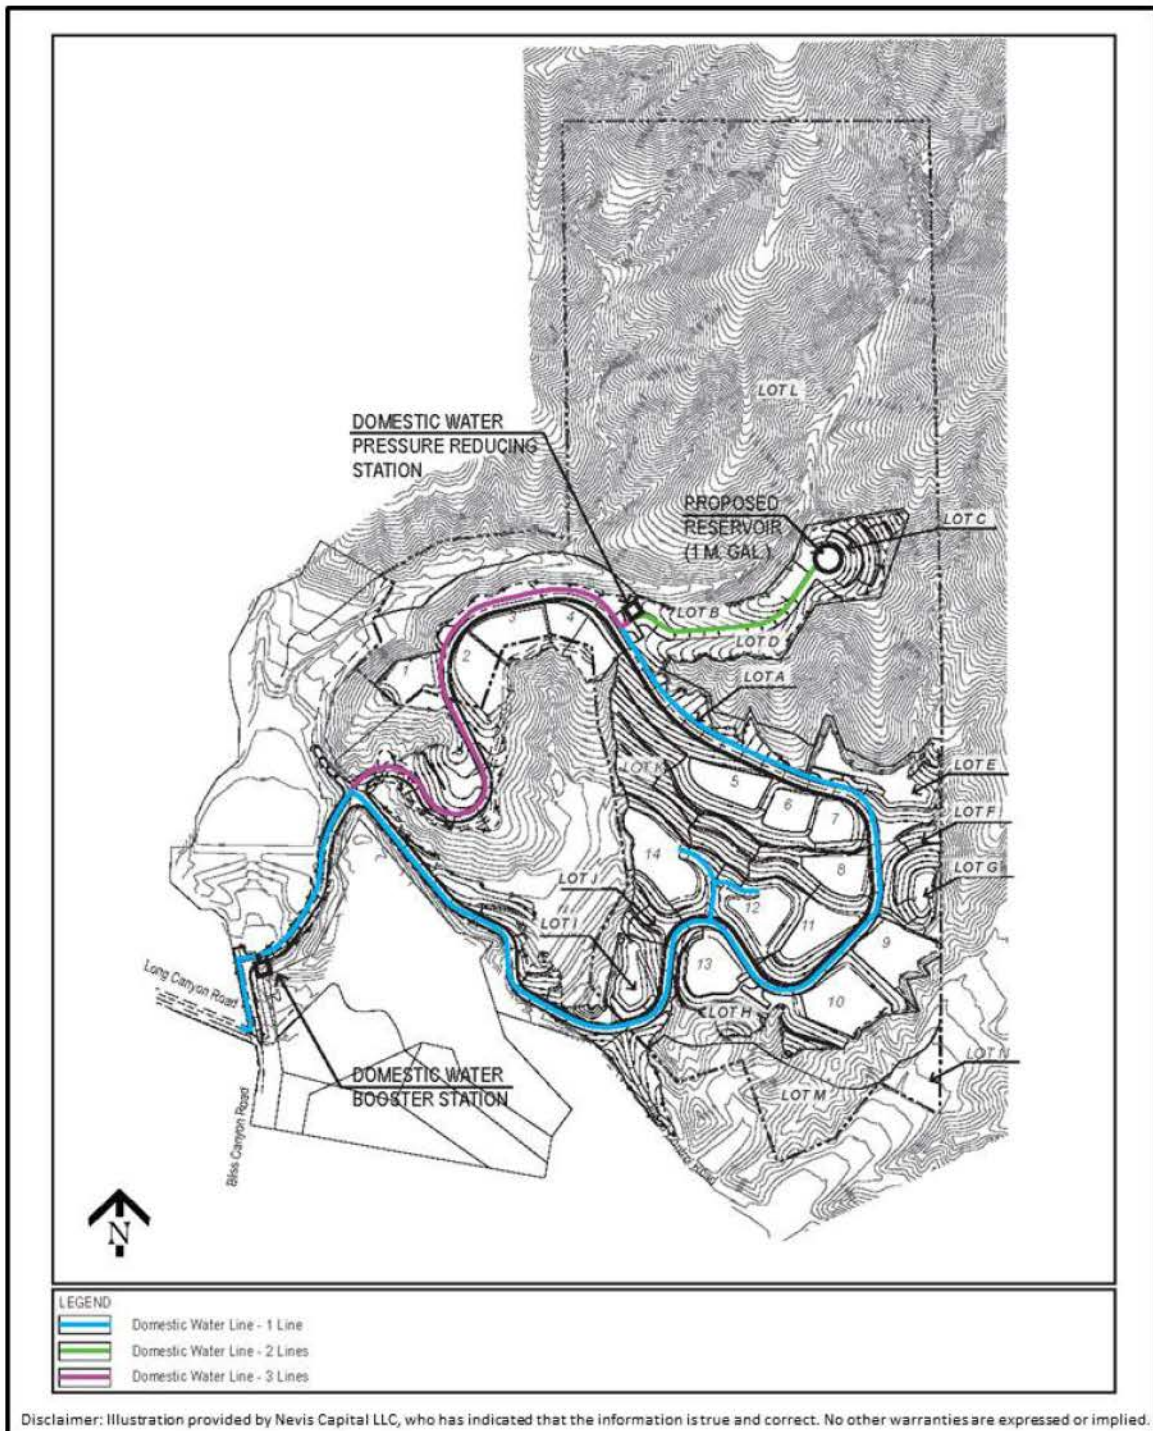 LOT L
DOMESTIC WATER
PRESSURE REDUCING
STATION
PROPOSED
RESERVOIR
(1 M. GAL.)
LOT C
LOT B
LOT D
3
4
2
1
LOT A
LOT K
5
6
7
LOT E
LOT F
LOT G
14
8
LOT J
12
11
LOT I
9
13
10
LOT H
Long Canyon Road
LOT N
DOMESTIC WATER
BOOSTER STATION
LOT M
Bliss Canyon Road
Road
N
LEGEND
Domestic Water Line - 1 Line
Domestic Water Line - 2 Lines
Domestic Water Line - 3 Lines
Disclaimer: Illustration provided by Nevis Capital LLC, who has indicated that the information is true and correct. No other warranties are expressed or implied.